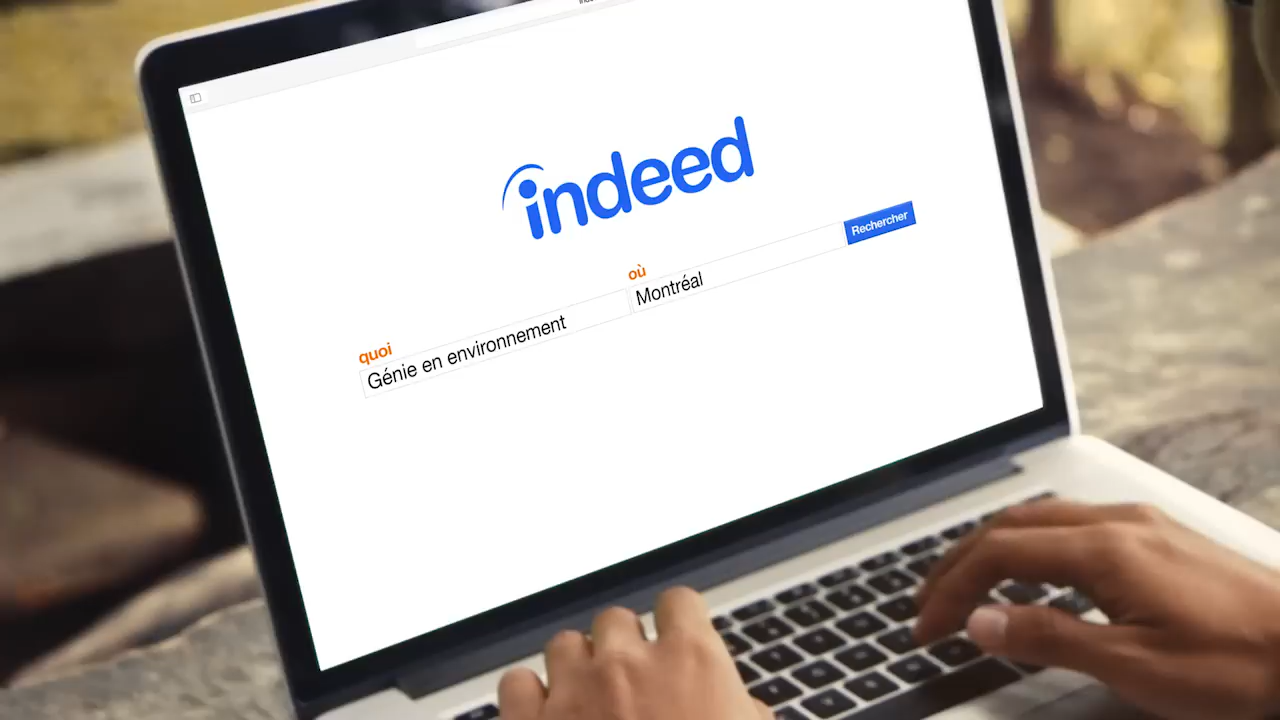 indeed
quoi
Génie en environnement
où
Montréal
Rechercher